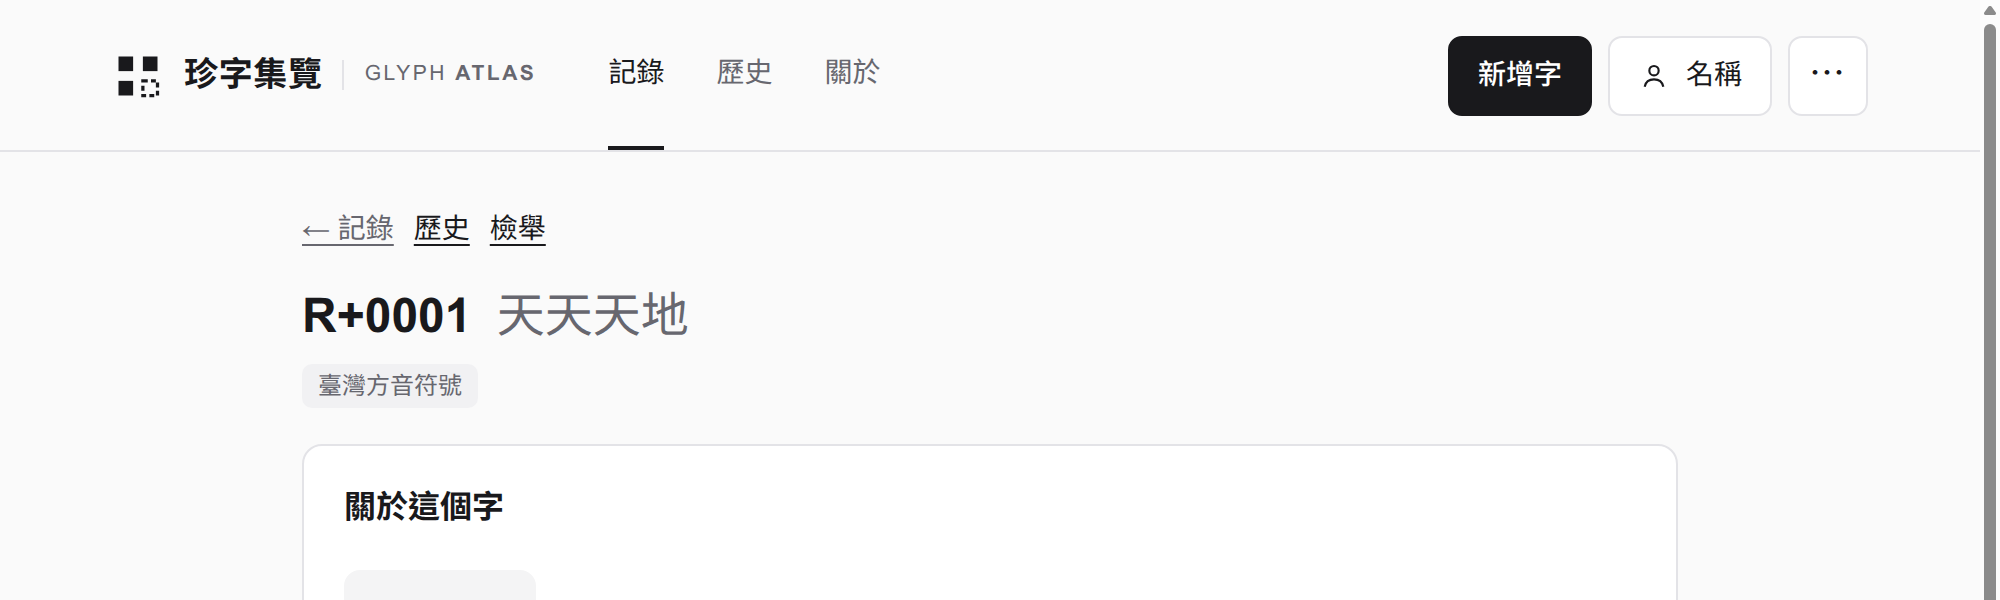 珍字集覽 GLYPH ATLAS 記錄 歷史 關於 新增字 名稱 ···
← 記錄 歷史 檢舉
R+0001 天天天地
臺灣方音符號
關於這個字